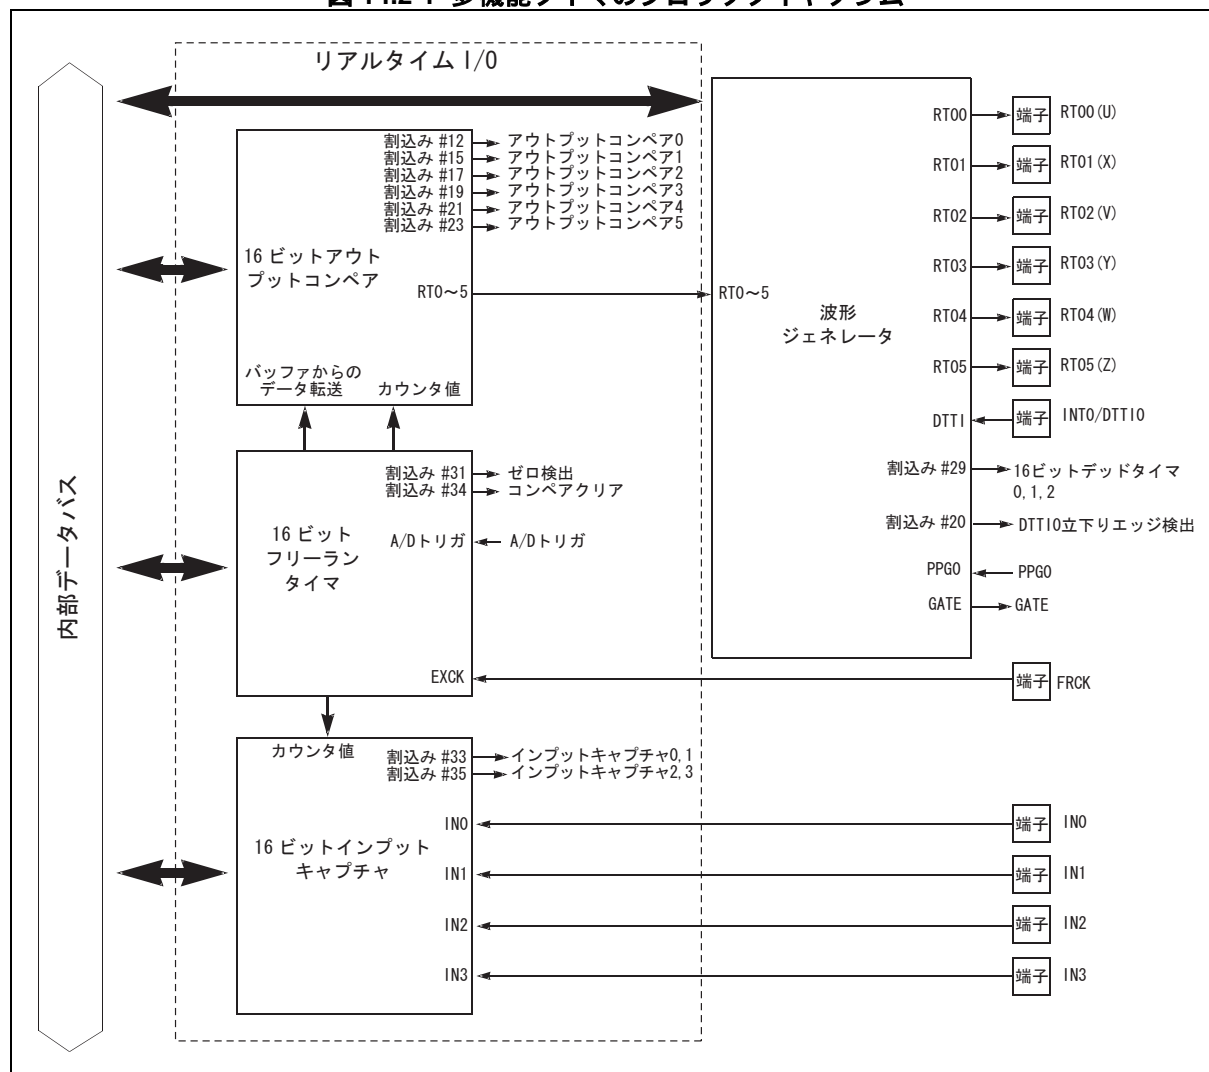 リアルタイム I/O
内部データバス
割込み #12 アウトプットコンペア0
割込み #15 アウトプットコンペア1
割込み #17 アウトプットコンペア2
割込み #19 アウトプットコンペア3
割込み #21 アウトプットコンペア4
割込み #23 アウトプットコンペア5
16 ビットアウト
プットコンペア
RT0～5
バッファからの
データ転送
カウンタ値
割込み #31 ゼロ検出
割込み #34 コンペアクリア
16 ビット
フリーラン
タイマ
A/Dトリガ A/Dトリガ
EXCK
端子 FRCK
カウンタ値
割込み #33 インプットキャプチャ0,1
割込み #35 インプットキャプチャ2,3
16 ビットインプット
キャプチャ
IN0 端子 IN0
IN1 端子 IN1
IN2 端子 IN2
IN3 端子 IN3
RT0～5
波形
ジェネレータ
RTO0 端子 RTO0(U)
RTO1 端子 RTO1(X)
RTO2 端子 RTO2(V)
RTO3 端子 RTO3(Y)
RTO4 端子 RTO4(W)
RTO5 端子 RTO5(Z)
DTTI 端子 INT0/DTTI0
割込み #29 16ビットデッドタイマ
0,1,2
割込み #20 DTTI0立下りエッジ検出
PPG0 PPG0
GATE GATE